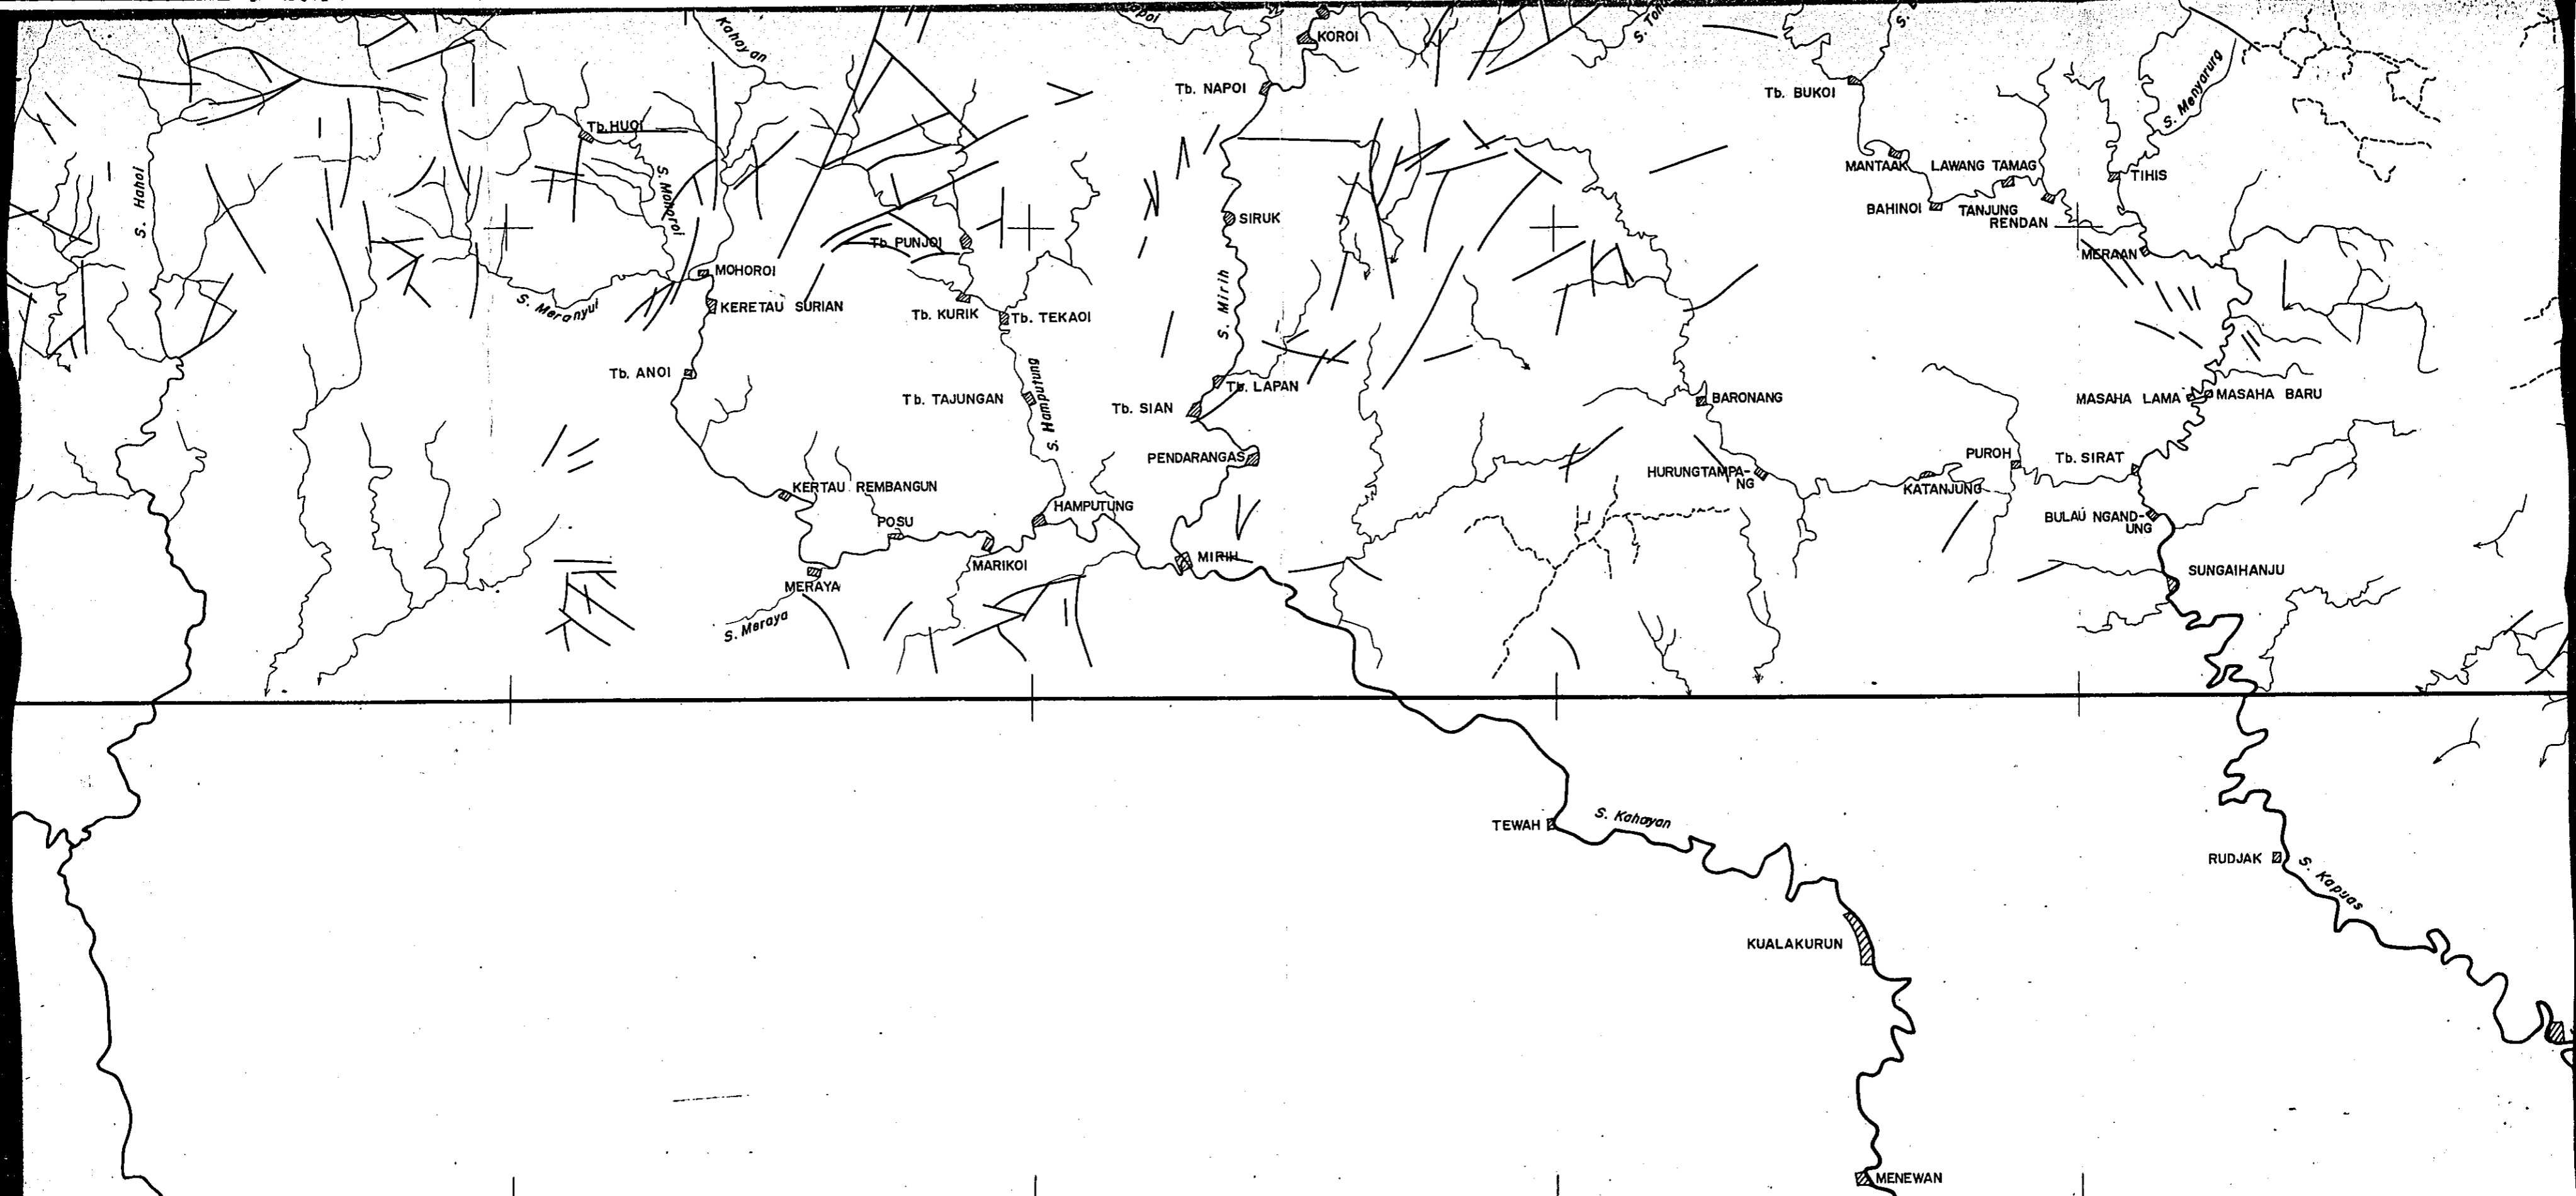 Kahayan
KOROI
Tb. NAPOI
Tb. BUKOI
S. Menyarung
Tb. HUOI
MANTAAK
LAWANG TAMAG
TIHIS
S. Hahoi
S. Mohoroi
SIRUK
BAHINOI
TANJUNG
RENDAN
Tb. PUNJOI
MERAAN
MOHOROI
S. Meranyui
KERETAU SURIAN
Tb. KURIK
Tb. TEKAOI
S. Mirih
Tb. ANOI
Tb. TAJUNGAN
S. Hamputung
Tb. LAPAN
Tb. SIAN
BARONANG
MASAHA LAMA
MASAHA BARU
PENDARANGAS
HURUNGTAMPA-
NG
PUROH
Tb. SIRAT
KATANJUNG
KERTAU REMBANGUN
HAMPUTUNG
POSU
BULAU NGAND-
UNG
MARIKOI
MIRIH
MERAYA
SUNGAIHANJU
S. Meraya
TEWAH
S. Kahayan
RUDJAK
S. Kapuas
KUALAKURUN
MENEWAN